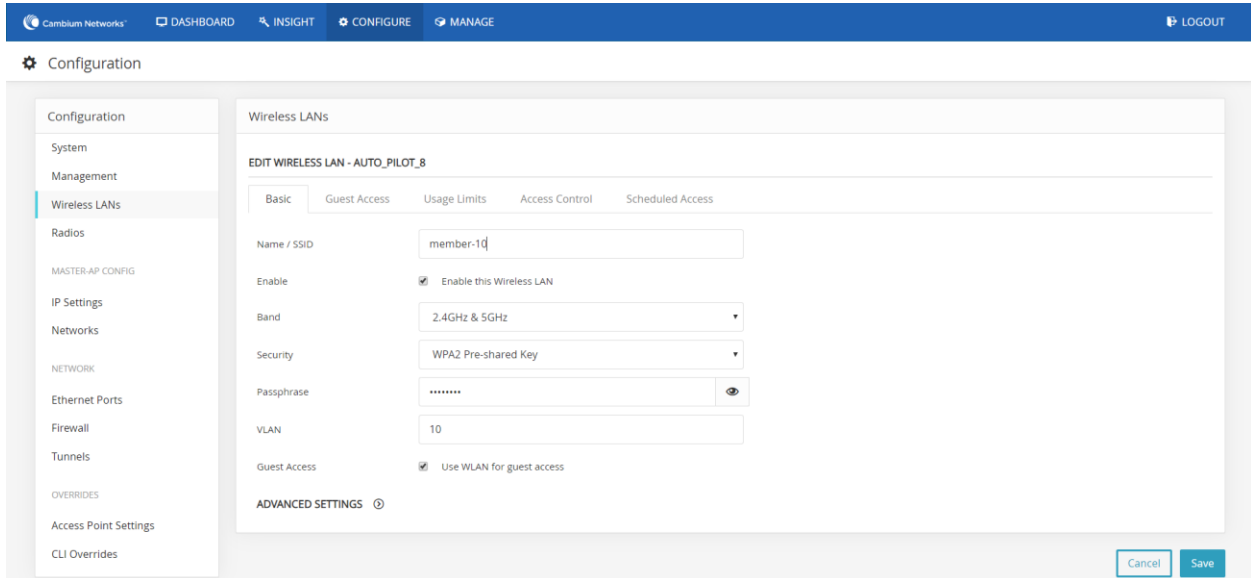 Cambium Networks™ DASHBOARD INSIGHT CONFIGURE MANAGE LOGOUT
Configuration
Configuration
System
Management
Wireless LANs
Radios
MASTER-AP CONFIG
IP Settings
Networks
NETWORK
Ethernet Ports
Firewall
Tunnels
OVERRIDES
Access Point Settings
CLI Overrides
Wireless LANs
EDIT WIRELESS LAN - AUTO_PILOT_8
Basic Guest Access Usage Limits Access Control Scheduled Access
Name / SSID member-10
Enable Enable this Wireless LAN
Band 2.4GHz & 5GHz
Security WPA2 Pre-shared Key
Passphrase ••••••••
VLAN 10
Guest Access Use WLAN for guest access
ADVANCED SETTINGS
Cancel Save